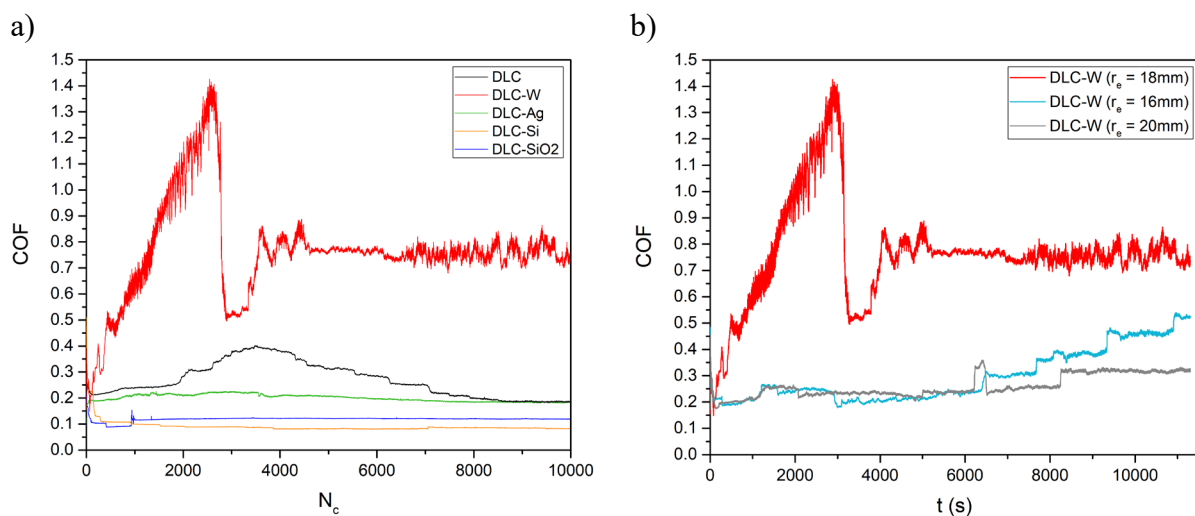 a)
1.5
1.4
1.3
1.2
1.1
1.0
0.9
0.8
0.7
0.6
0.5
0.4
0.3
0.2
0.1
0.0
COF
0 2000 4000 6000 8000 10000
N_c
DLC
DLC-W
DLC-Ag
DLC-Si
DLC-SiO2
b)
1.5
1.4
1.3
1.2
1.1
1.0
0.9
0.8
0.7
0.6
0.5
0.4
0.3
0.2
0.1
0.0
COF
0 2000 4000 6000 8000 10000
t (s)
DLC-W (r_e = 18mm)
DLC-W (r_e = 16mm)
DLC-W (r_e = 20mm)